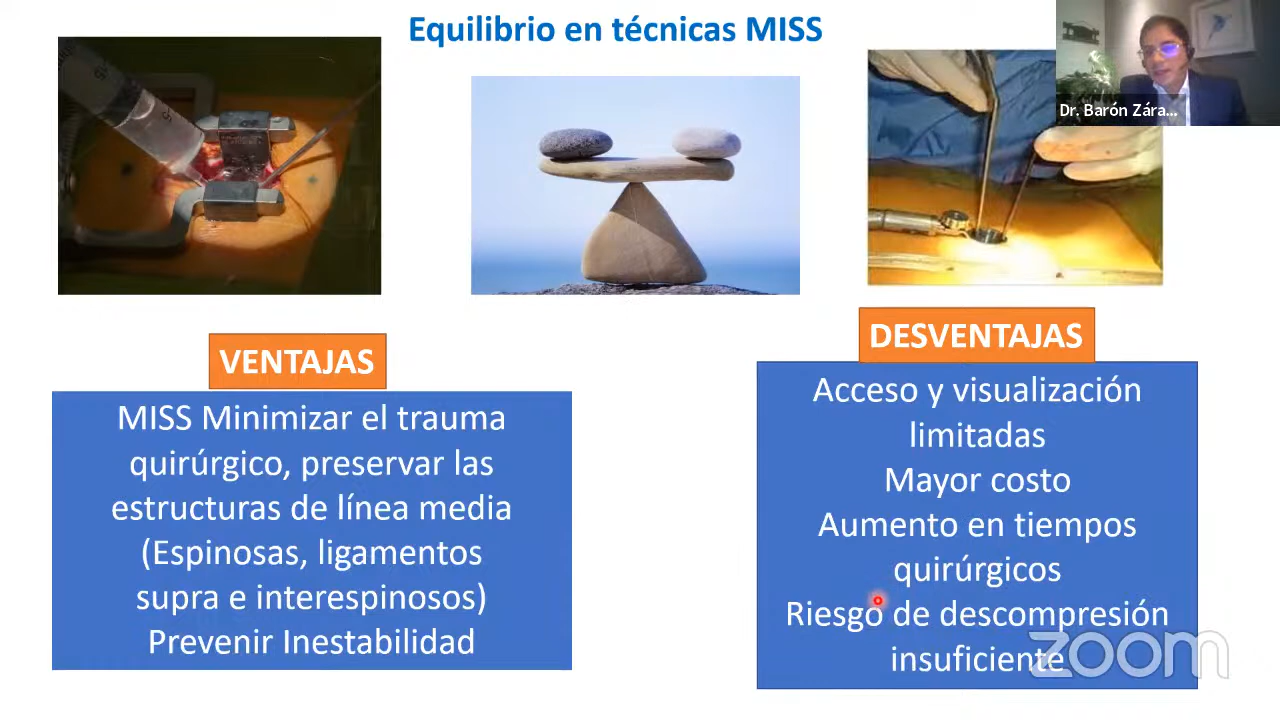 Equilibrio en técnicas MISS
Dr. Barón Zára...
VENTAJAS
MISS Minimizar el trauma
quirúrgico, preservar las
estructuras de línea media
(Espinosas, ligamentos
supra e interespinosos)
Prevenir Inestabilidad
DESVENTAJAS
Acceso y visualización
limitadas
Mayor costo
Aumento en tiempos
quirúrgicos
Riesgo de descompresión
insuficiente
zoom